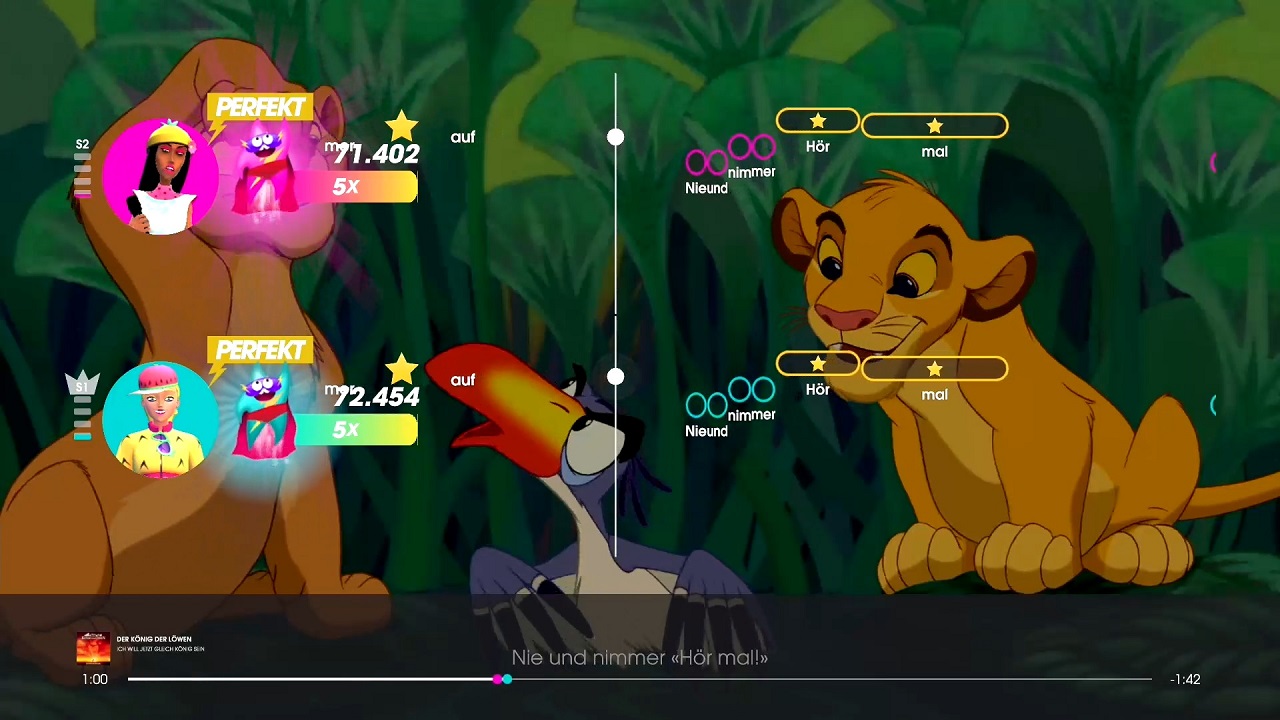 PERFEKT
S2
mer
71.402
5x
auf
Hör
mal
nimmer
Nieund
PERFEKT
S1
mer
72.454
5x
auf
Hör
mal
nimmer
Nieund
DER KÖNIG DER LÖWEN
ICH WILL JETZT GLEICH KÖNIG SEIN
Nie und nimmer «Hör mal!»
1:00
-1:42